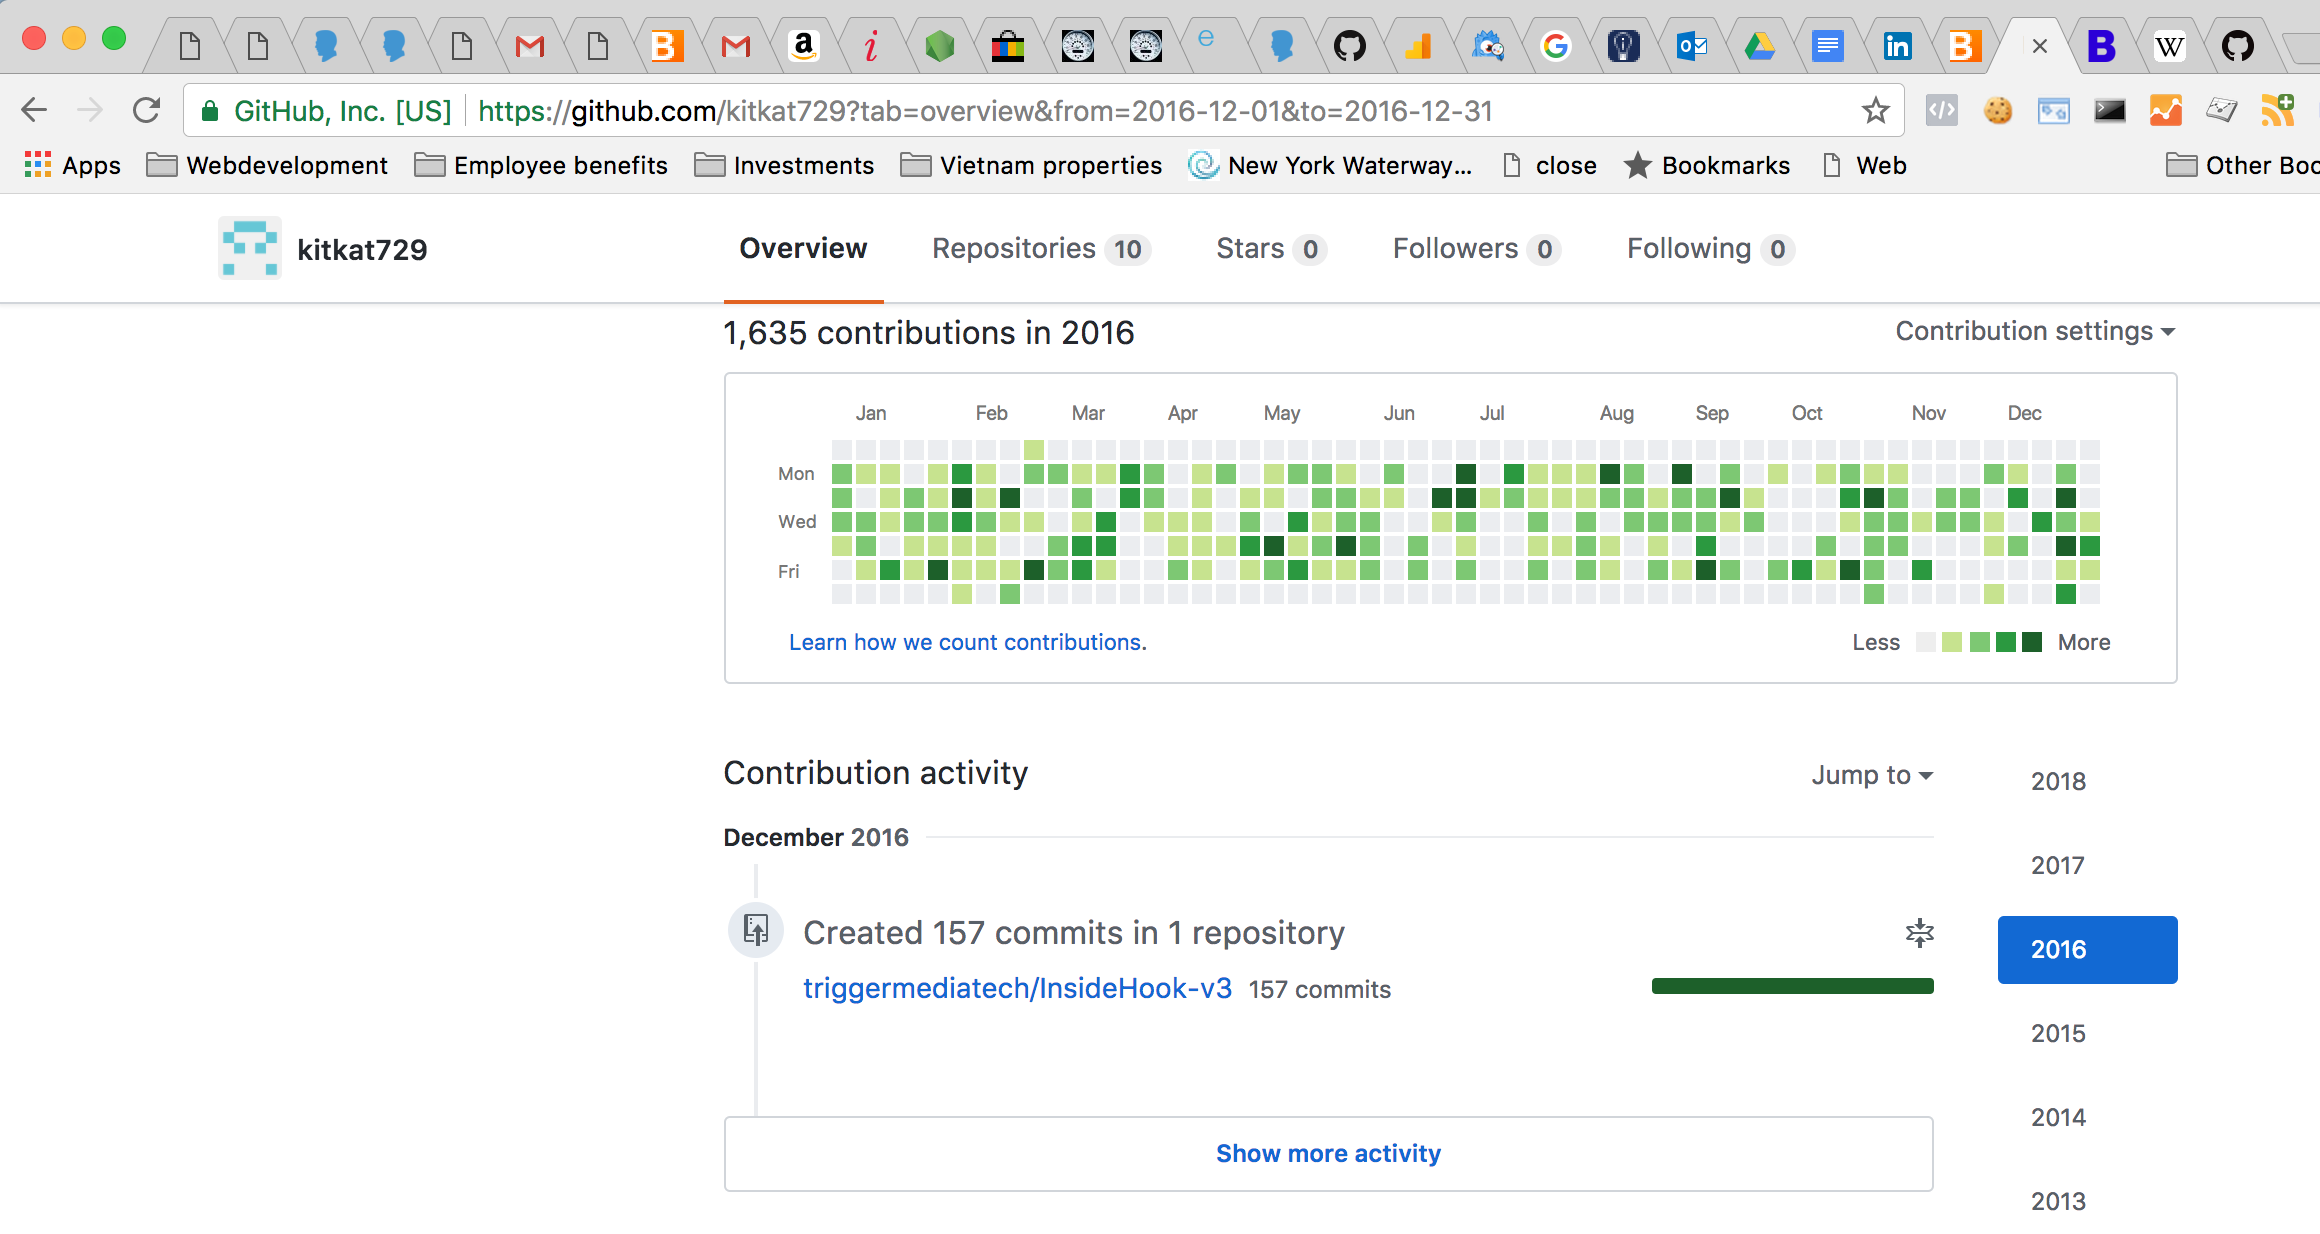 GitHub, Inc. [US] https://github.com/kitkat729?tab=overview&from=2016-12-01&to=2016-12-31
Apps Webdevelopment Employee benefits Investments Vietnam properties New York Waterway... close Bookmarks Web Other Boo
kitkat729 Overview Repositories 10 Stars 0 Followers 0 Following 0
1,635 contributions in 2016 Contribution settings
Jan Feb Mar Apr May Jun Jul Aug Sep Oct Nov Dec
Mon
Wed
Fri
Learn how we count contributions. Less More
Contribution activity Jump to 2018
December 2016
2017
Created 157 commits in 1 repository 2016
triggermediatech/InsideHook-v3 157 commits
2015
2014
Show more activity
2013